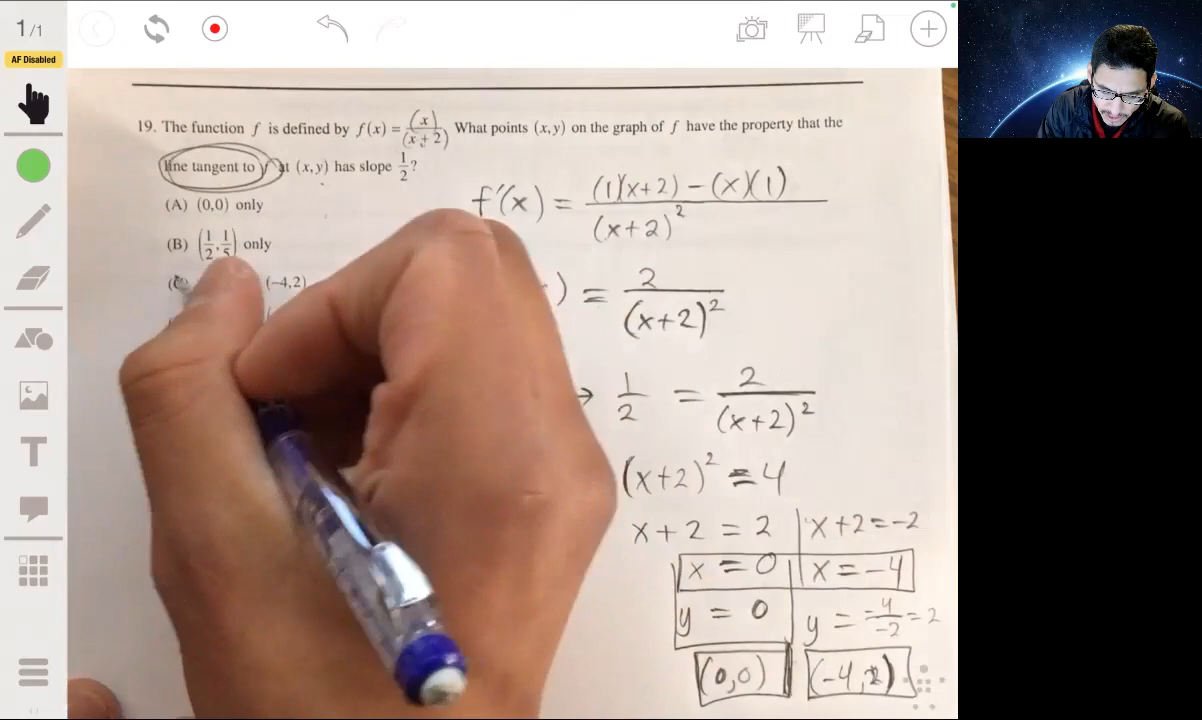 1/1
AF Disabled
19. The function f is defined by f(x) = (x)/(x+2) What points (x,y) on the graph of f have the property that the
line tangent to f at (x,y) has slope 1/2?
(A) (0,0) only
(B) (1/2, 1/5) only
(-4,2)
f'(x) = (1)(x+2) - (x)(1) / (x+2)²
) = 2/(x+2)²
→ 1/2 = 2/(x+2)²
(x+2)² = 4
x+2 = 2 | x+2=-2
x = 0 | x = -4
y = 0 | y = -4/-2 = 2
(0,0) (-4,2)
T